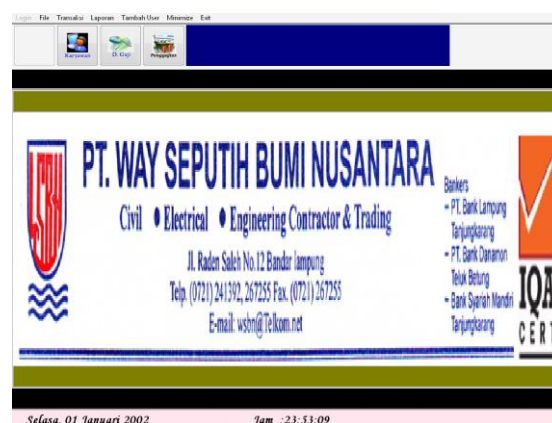 Login File Transaksi Laporan Tambah User Minimize Exit
Karyawan D. Gaji Penggajian
PT. WAY SEPUTIH BUMI NUSANTARA
Civil ● Electrical ● Engineering Contractor & Trading
Jl. Raden Saleh No.12 Bandar lampung
Telp. (0721) 241392, 267255 Fax. (0721) 267255
E-mail: wsbn@Telkom.net
Bankers
- PT. Bank Lampung
Tanjungkarang
- PT. Bank Danamon
Teluk Betung
- Bank Syariah Mandiri
Tanjungkarang
IQA
CERT
Selasa, 01 Januari 2002 Jam :23:53:09